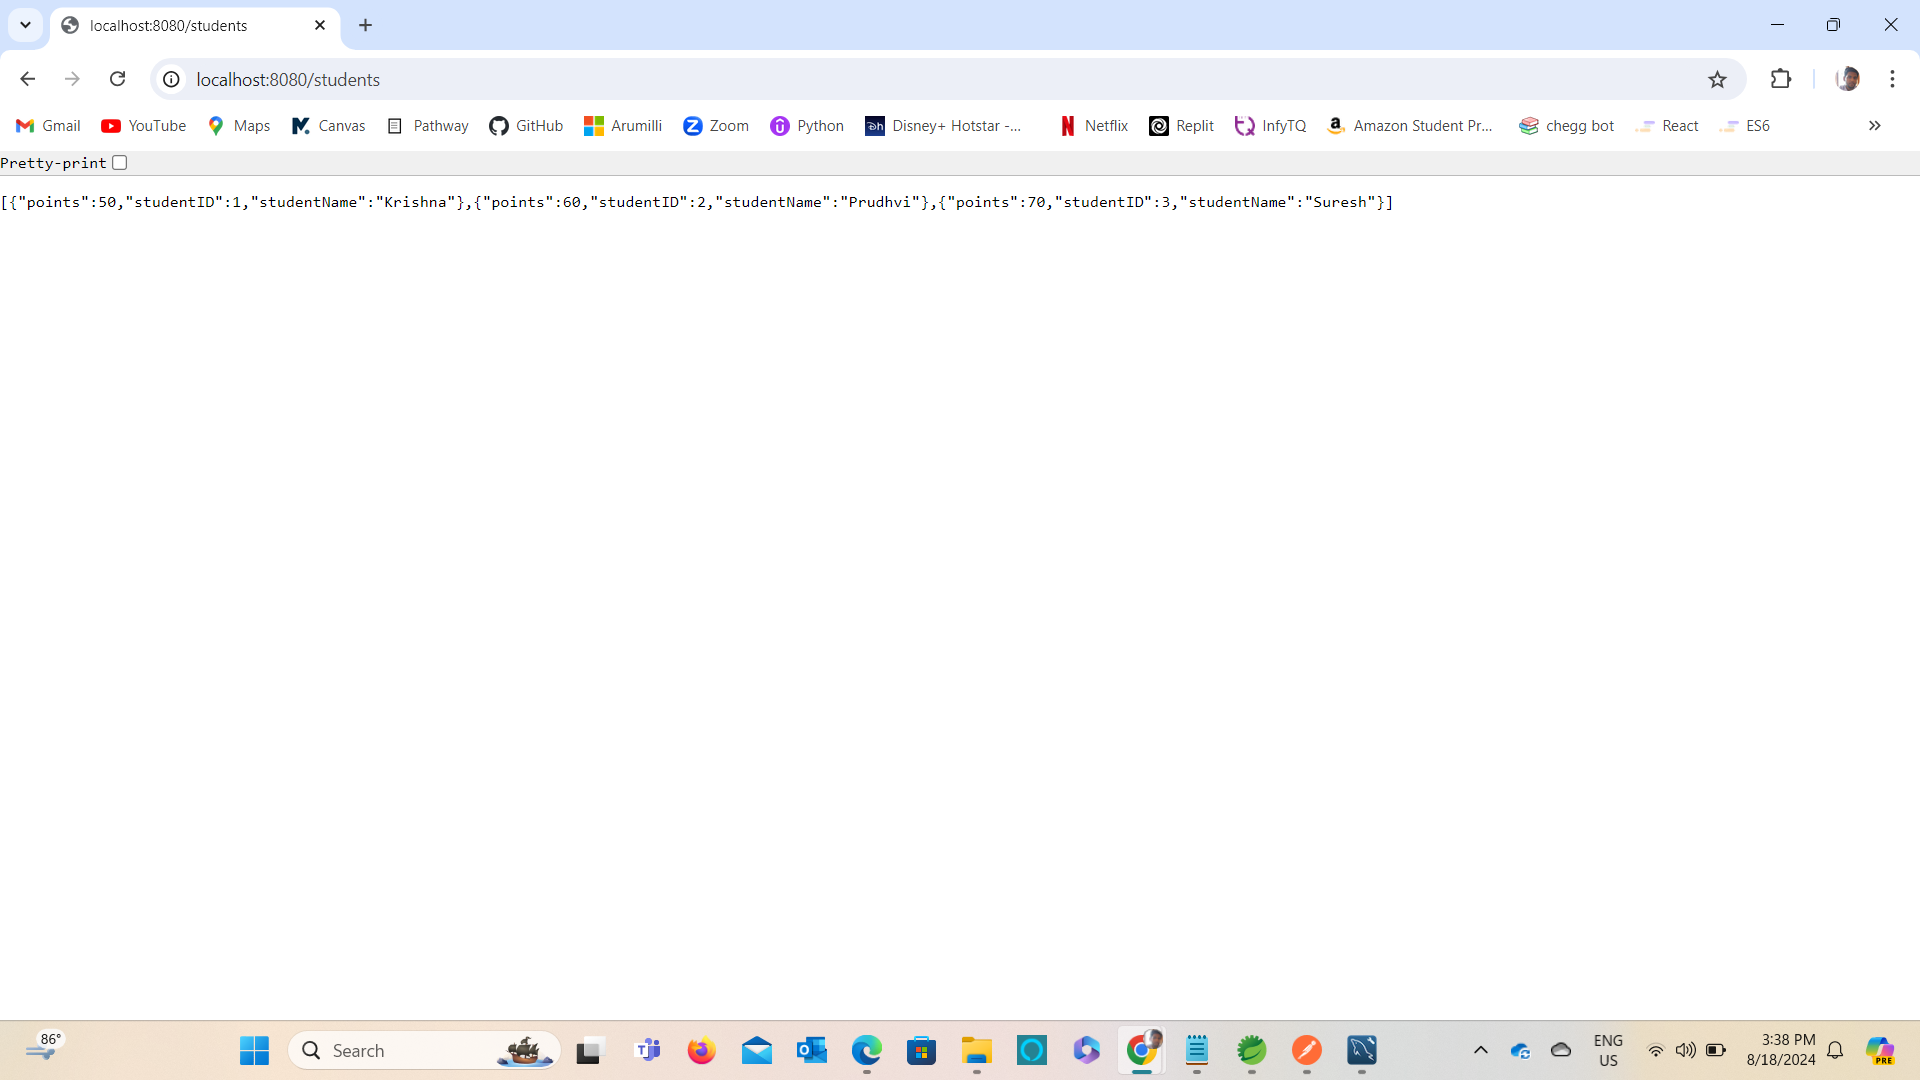 localhost:8080/students
localhost:8080/students
Gmail YouTube Maps Canvas Pathway GitHub Arumilli Zoom Python Disney+ Hotstar -... Netflix Replit InfyTQ Amazon Student Pr... chegg bot React ES6
Pretty-print
[{"points":50,"studentID":1,"studentName":"Krishna"},{"points":60,"studentID":2,"studentName":"Prudhvi"},{"points":70,"studentID":3,"studentName":"Suresh"}]
86°
Search
ENG
US
3:38 PM
8/18/2024
PRE